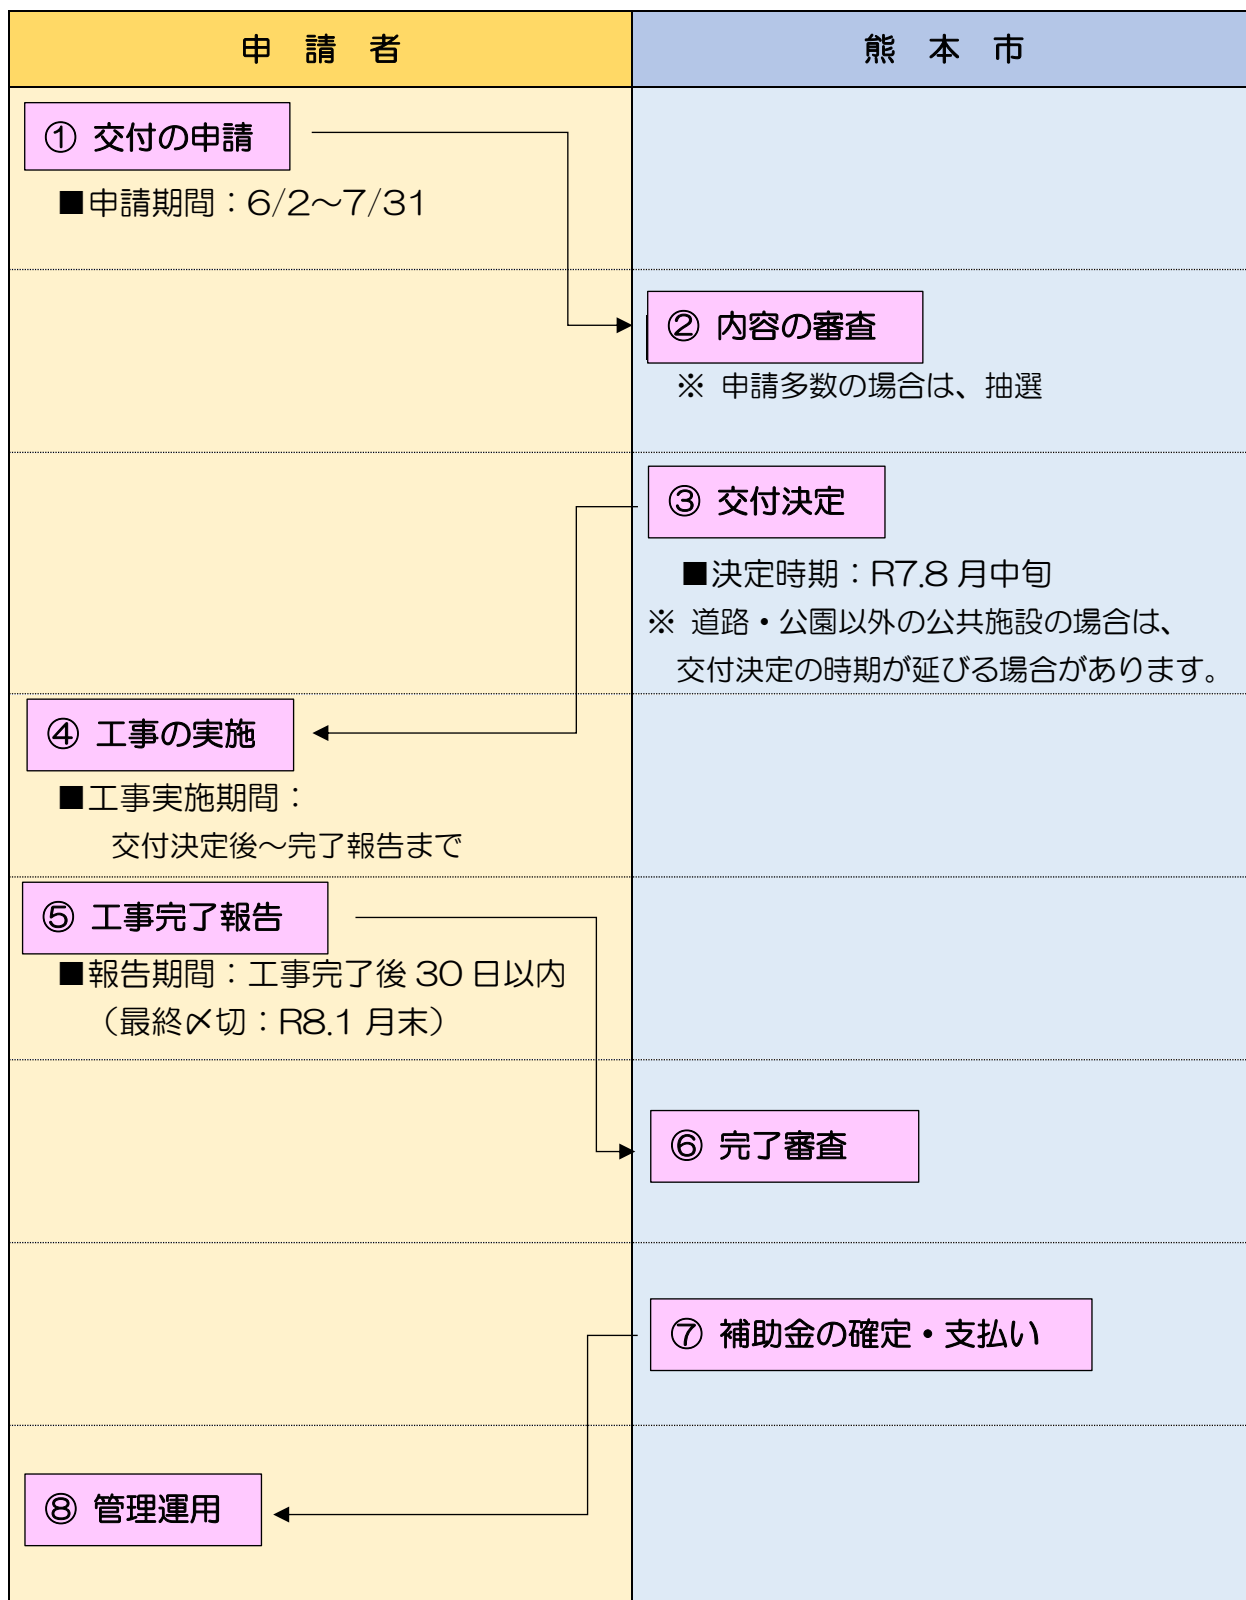 申 請 者
熊 本 市
① 交付の申請
■申請期間：6/2～7/31
② 内容の審査
※ 申請多数の場合は、抽選
③ 交付決定
■決定時期：R7.8 月中旬
※ 道路・公園以外の公共施設の場合は、
交付決定の時期が延びる場合があります。
④ 工事の実施
■工事実施期間：
交付決定後～完了報告まで
⑤ 工事完了報告
■報告期間：工事完了後 30 日以内
（最終〆切：R8.1 月末）
⑥ 完了審査
⑦ 補助金の確定・支払い
⑧ 管理運用